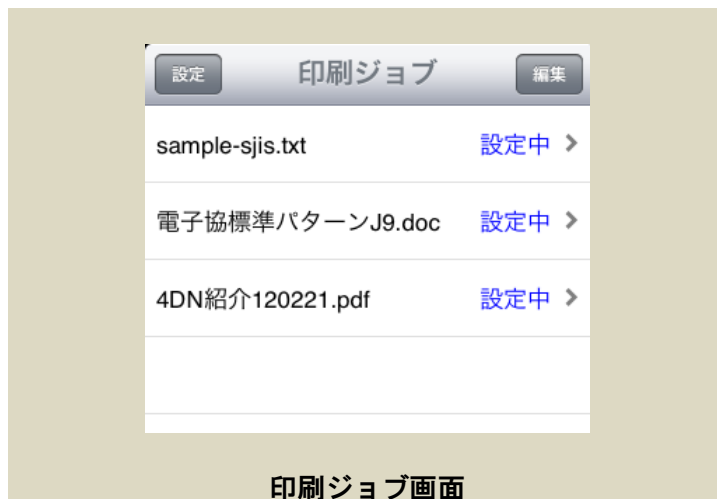 設定 印刷ジョブ 編集
sample-sjis.txt 設定中
電子協標準パターンJ9.doc 設定中
4DN紹介120221.pdf 設定中
印刷ジョブ画面